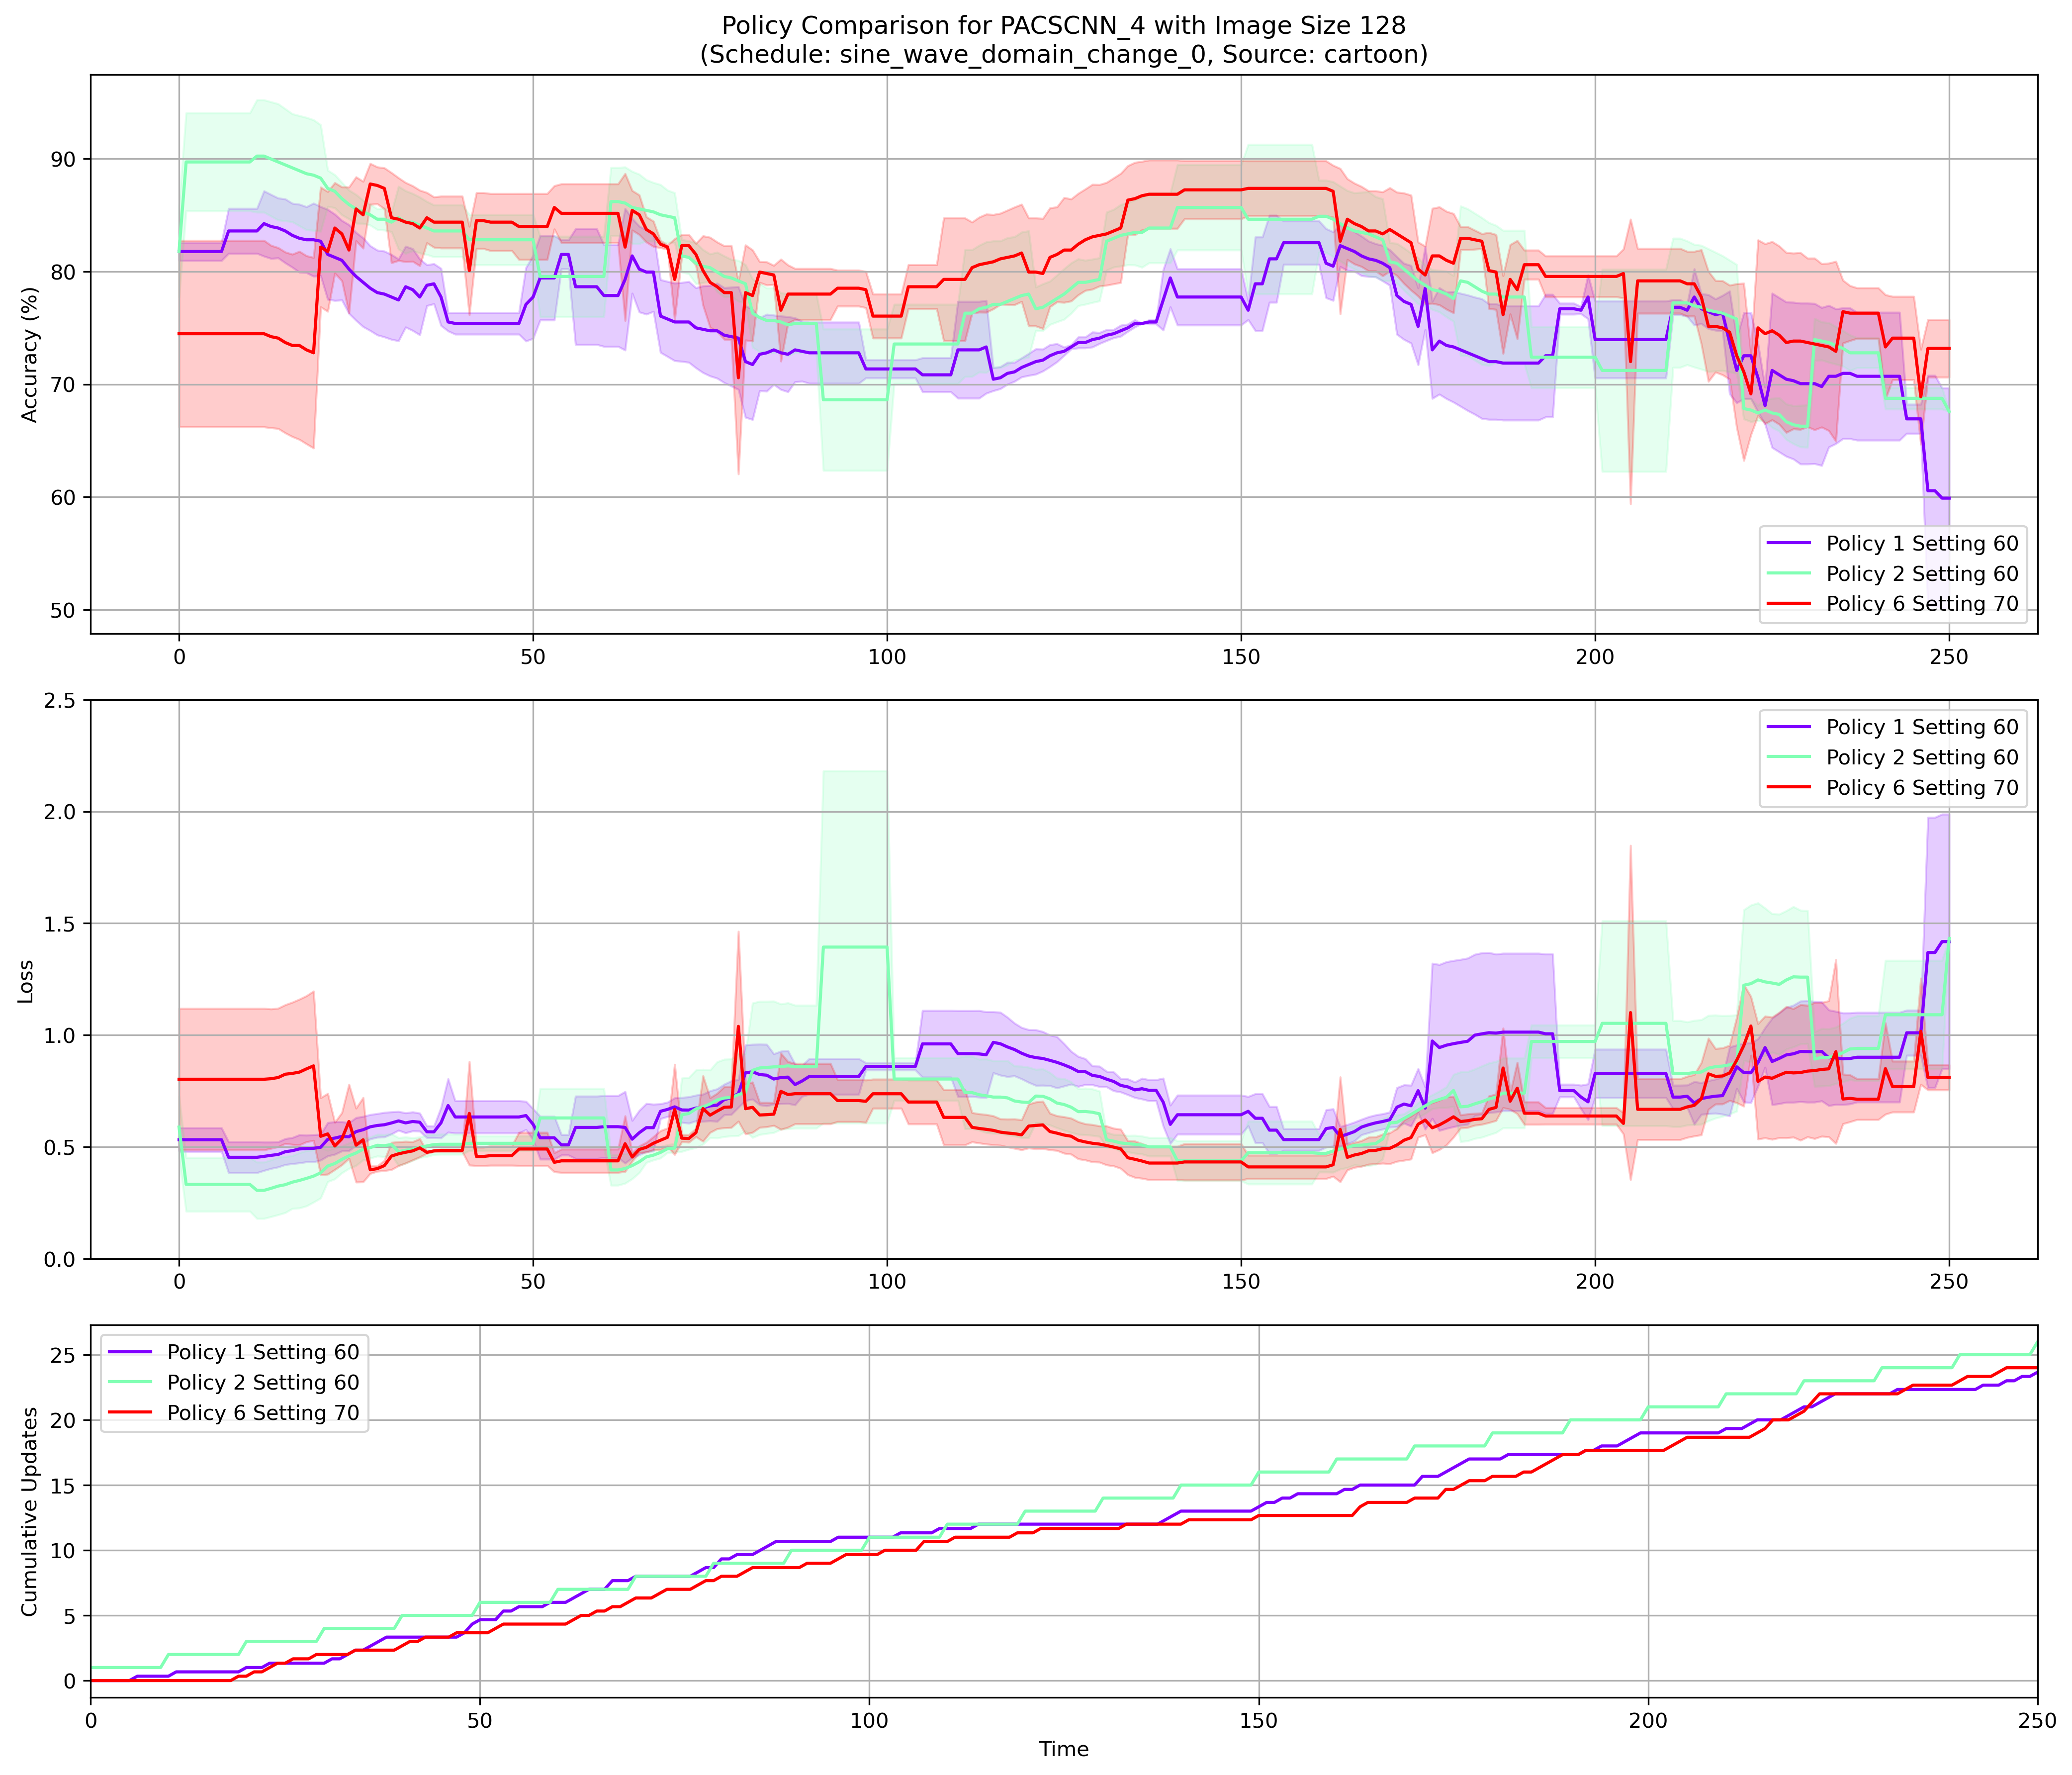 Policy Comparison for PACSCNN_4 with Image Size 128
(Schedule: sine_wave_domain_change_0, Source: cartoon)
Accuracy (%)
90
80
70
60
50
0 50 100 150 200 250
Policy 1 Setting 60
Policy 2 Setting 60
Policy 6 Setting 70
Loss
2.5
2.0
1.5
1.0
0.5
0.0
0 50 100 150 200 250
Policy 1 Setting 60
Policy 2 Setting 60
Policy 6 Setting 70
Cumulative Updates
25
20
15
10
5
0
0 50 100 150 200 250
Policy 1 Setting 60
Policy 2 Setting 60
Policy 6 Setting 70
Time